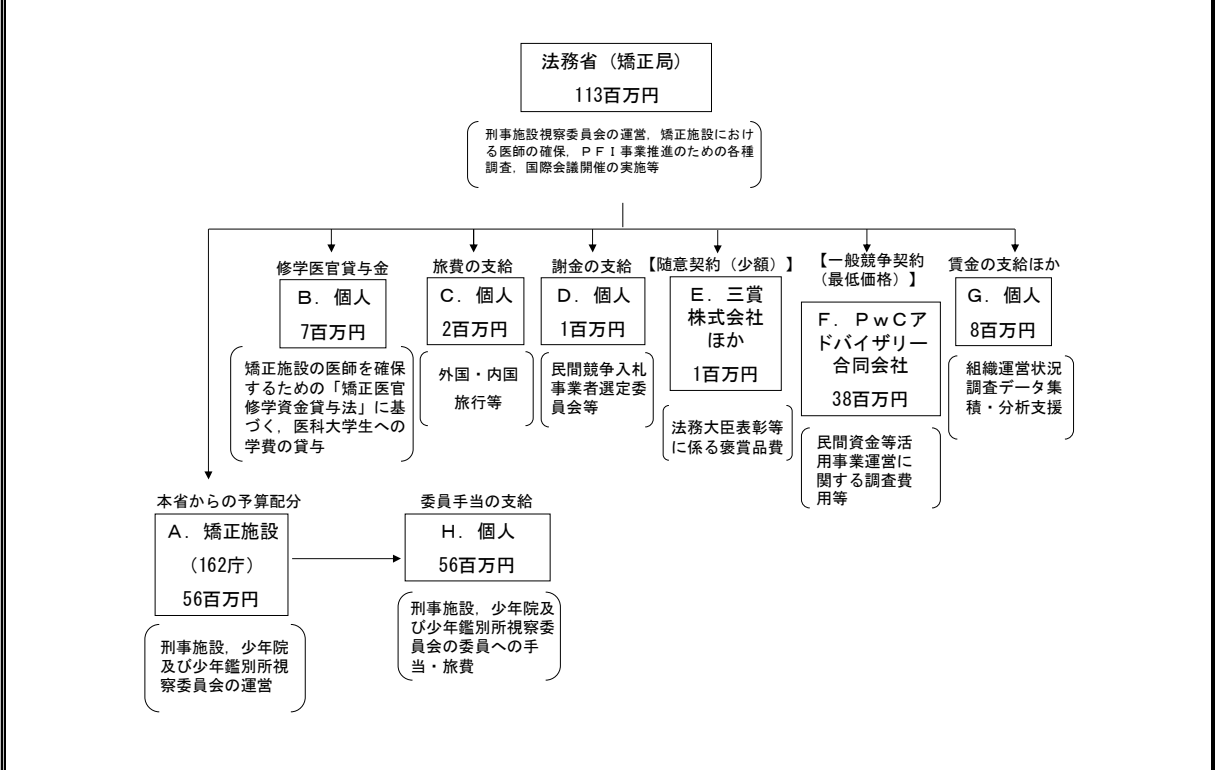 法務省（矯正局）
113百万円
刑事施設視察委員会の運営，矯正施設におけ
る医師の確保，ＰＦＩ事業推進のための各種
調査，国際会議開催の実施等
修学医官貸与金
Ｂ．個人
7百万円
矯正施設の医師を確保
するための「矯正医官
修学資金貸与法」に基
づく，医科大学生への
学費の貸与
旅費の支給
Ｃ．個人
2百万円
外国・内国
旅行等
謝金の支給
Ｄ．個人
1百万円
民間競争入札
事業者選定委
員会等
【随意契約（少額）】
Ｅ．三賞
株式会社
ほか
1百万円
法務大臣表彰等
に係る褒賞品費
【一般競争契約
（最低価格）】
Ｆ．ＰｗＣア
ドバイザリー
合同会社
38百万円
民間資金等活
用事業運営に
関する調査費
用等
賃金の支給ほか
Ｇ．個人
8百万円
組織運営状況
調査データ集
積・分析支援
本省からの予算配分
Ａ．矯正施設
（162庁）
56百万円
刑事施設，少年院
及び少年鑑別所視
察委員会の運営
委員手当の支給
Ｈ．個人
56百万円
刑事施設，少年院及
び少年鑑別所視察委
員会の委員への手
当・旅費